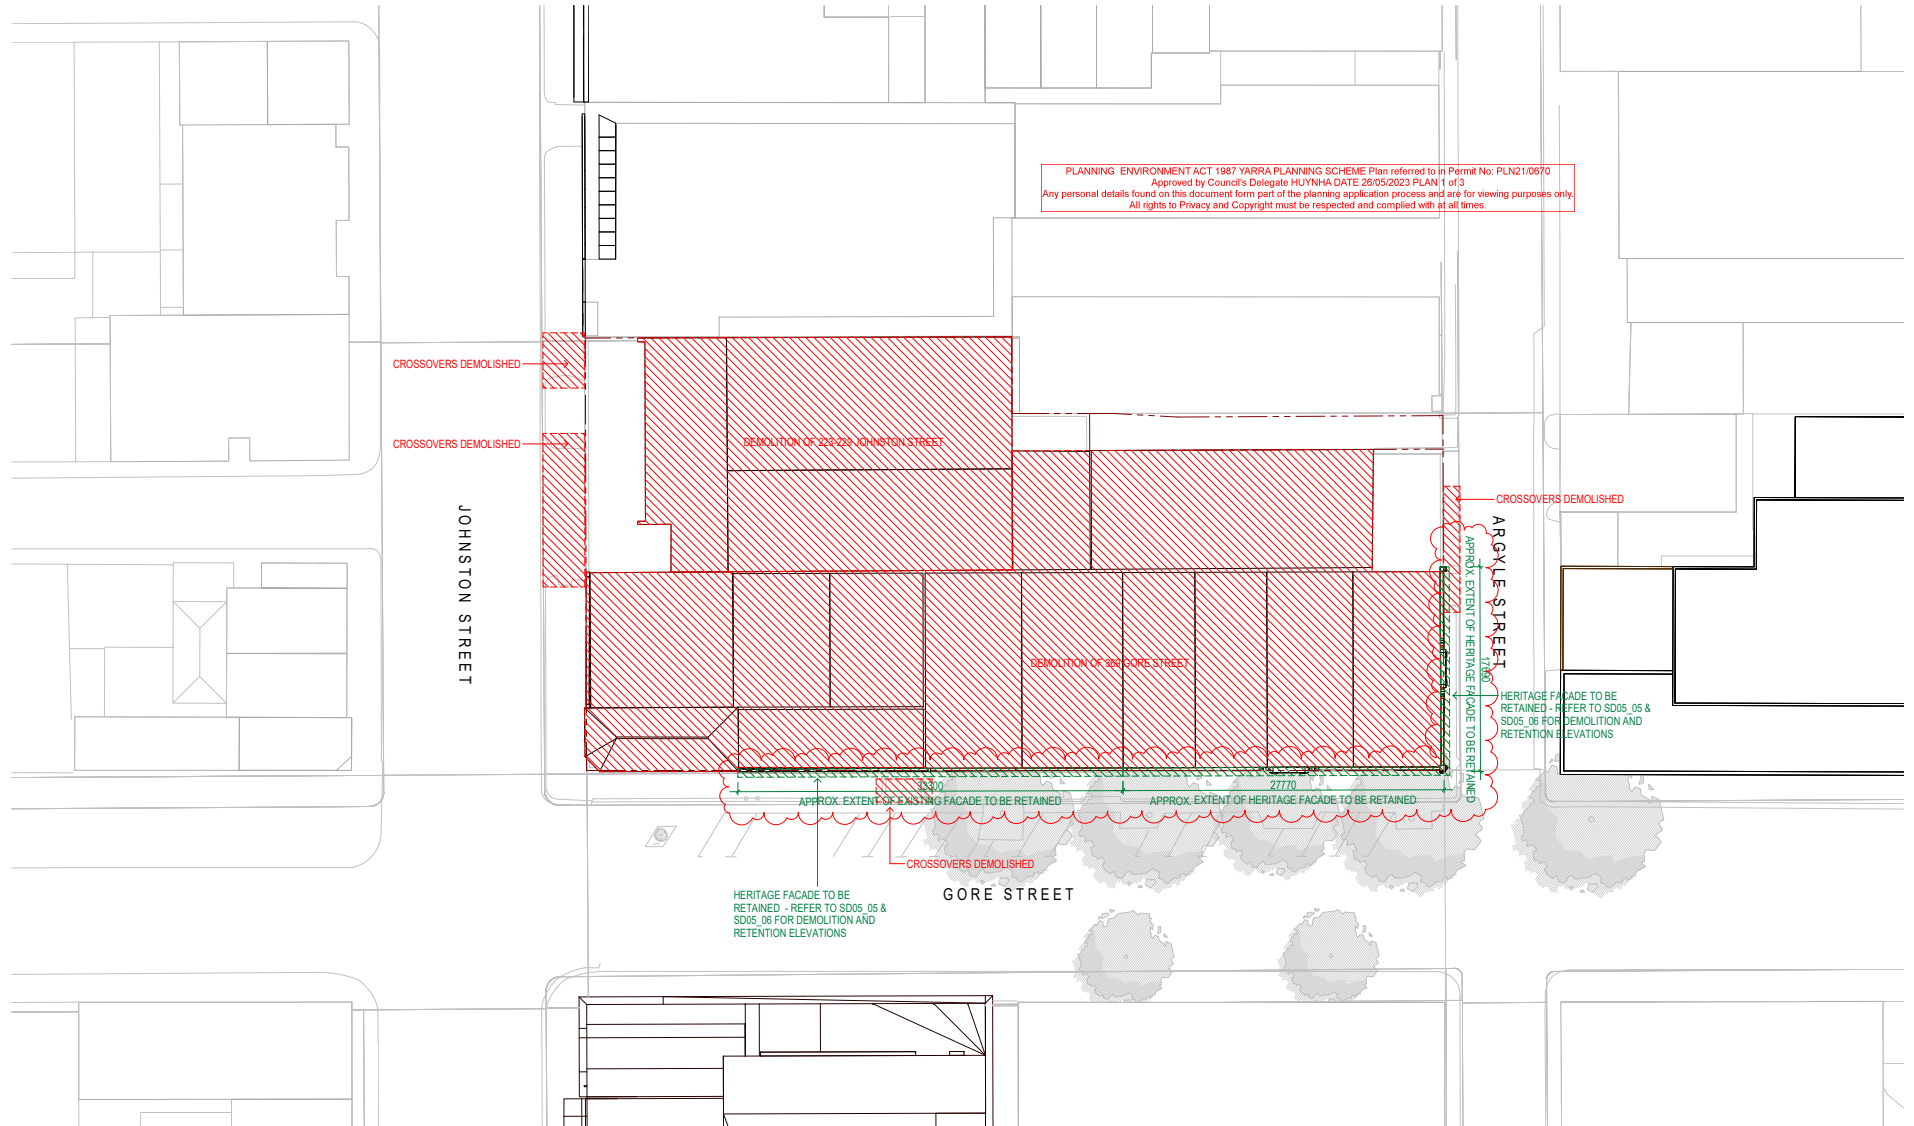 PLANNING ENVIRONMENT ACT 1987 YARRA PLANNING SCHEME Plan referred to in Permit No: PLN21/0670
Approved by Council's Delegate HUYNHA DATE 26/05/2023 PLAN 1 of 3
Any personal details found on this document form part of the planning application process and are for viewing purposes only.
All rights to Privacy and Copyright must be respected and complied with at all times.
CROSSOVERS DEMOLISHED
CROSSOVERS DEMOLISHED
DEMOLITION OF 223-229 JOHNSTON STREET
CROSSOVERS DEMOLISHED
JOHNSTON STREET
ARGYLE STREET
APPROX. EXTENT OF HERITAGE FACADE TO BE RETAINED
DEMOLITION OF 369 GORE STREET
HERITAGE FACADE TO BE
RETAINED - REFER TO SD05_05 &
SD05_06 FOR DEMOLITION AND
RETENTION ELEVATIONS
33300
27770
APPROX. EXTENT OF EXISTING FACADE TO BE RETAINED
APPROX. EXTENT OF HERITAGE FACADE TO BE RETAINED
CROSSOVERS DEMOLISHED
GORE STREET
HERITAGE FACADE TO BE
RETAINED - REFER TO SD05_05 &
SD05_06 FOR DEMOLITION AND
RETENTION ELEVATIONS